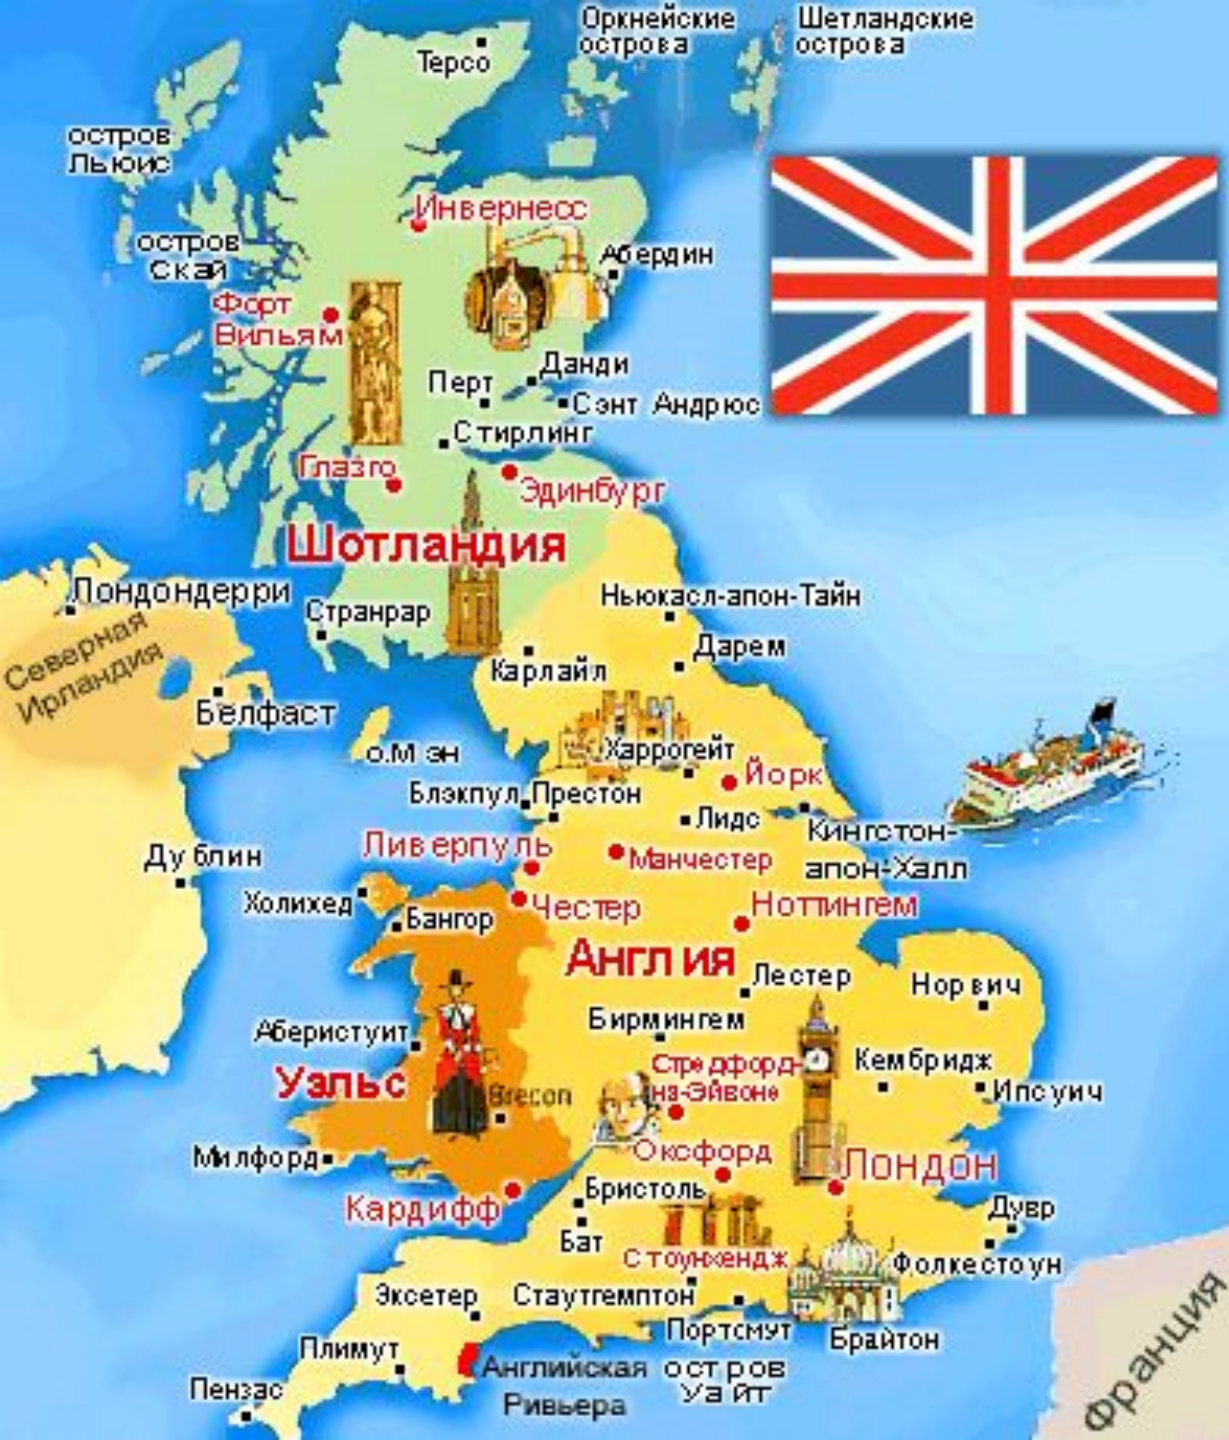 Оркнейские
острова
Шетландские
острова
Терсо
остров
Льюис
остров
Скай
Инвернесс
Абердин
Форт
Вильям
Данди
Перт
Сэнт Андрюс
Стирлинг
Глазго
Эдинбург
Шотландия
Лондондерри
Странрар
Ньюкасл-апон-Тайн
Северная
Ирландия
Дарем
Карлайл
Белфаст
о.Мэн
Харрогейт
Йорк
Блэкпул
Престон
Лидс
Кингстон-
апон-Халл
Ливерпуль
Манчестер
Дублин
Холихед
Честер
Бангор
Ноттингем
Англия
Лестер
Норвич
Аберистуит
Бирмингем
Стредфорд-
на-Эйвоне
Кембридж
Ипсуич
Уэльс
Brecon
Милфорд
Оксфорд
Лондон
Кардифф
Бристоль
Дувр
Бат
Стоунхендж
Фолкестоун
Эксетер
Стаутгемптон
Портсмут
Брайтон
Плимут
Английская
Ривьера
остров
Уайт
Пензас
Франция